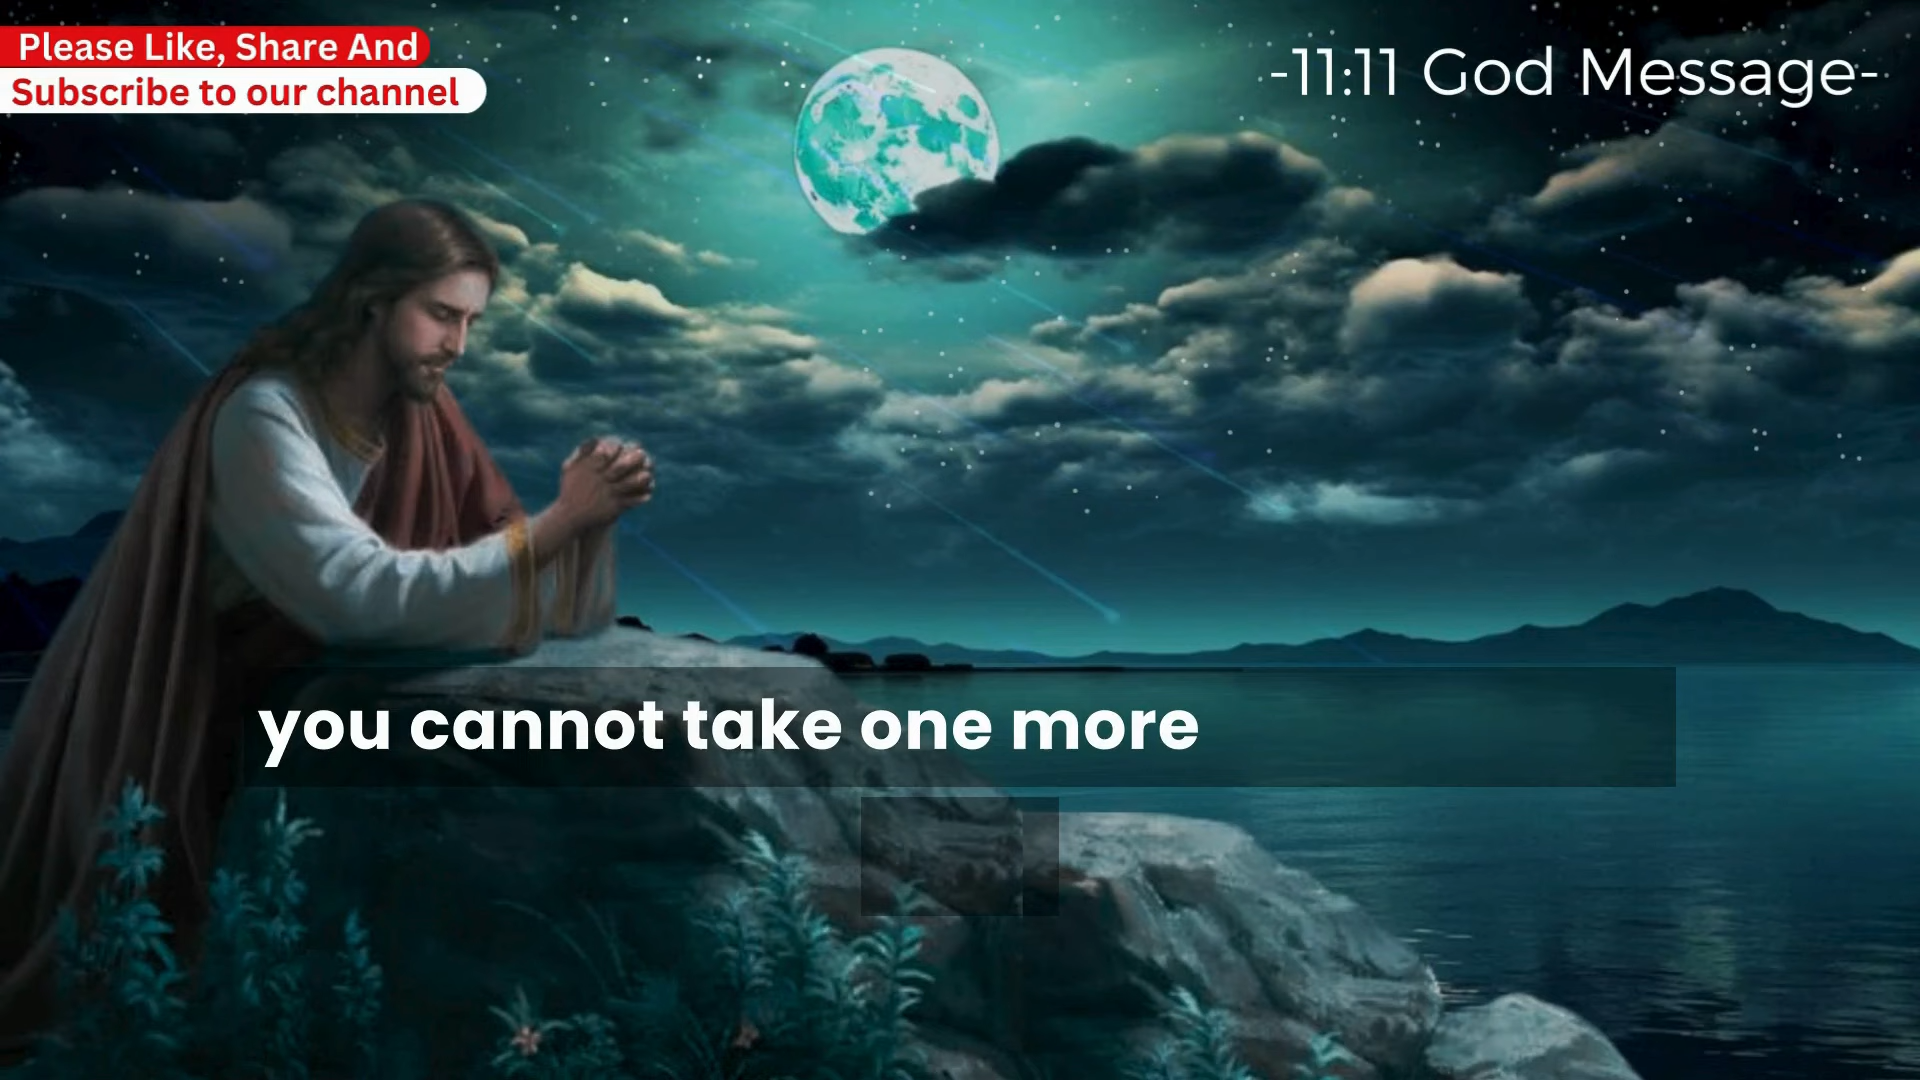 Please Like, Share And
Subscribe to our channel
-11:11 God Message-
you cannot take one more